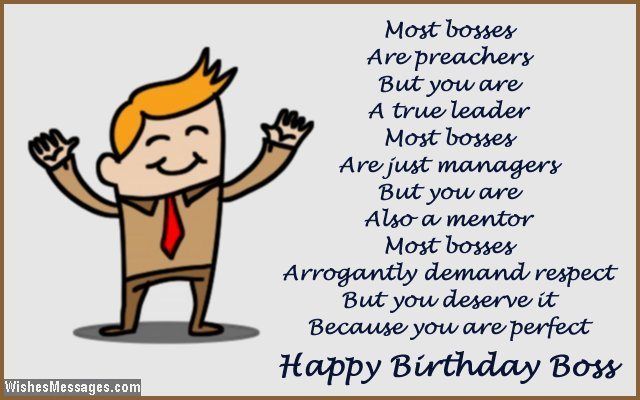 Most bosses
Are preachers
But you are
A true leader
Most bosses
Are just managers
But you are
Also a mentor
Most bosses
Arrogantly demand respect
But you deserve it
Because you are perfect
Happy Birthday Boss
WishesMessages.com